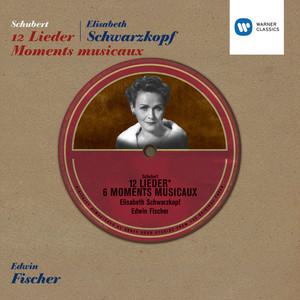 Schubert
12 Lieder
Moments musicaux
Elisabeth
Schwarzkopf
WARNER
CLASSICS
Schubert
12 LIEDER*
6 MOMENTS MUSICAUX
Elisabeth Schwarzkopf
Edwin Fischer
Edwin
Fischer